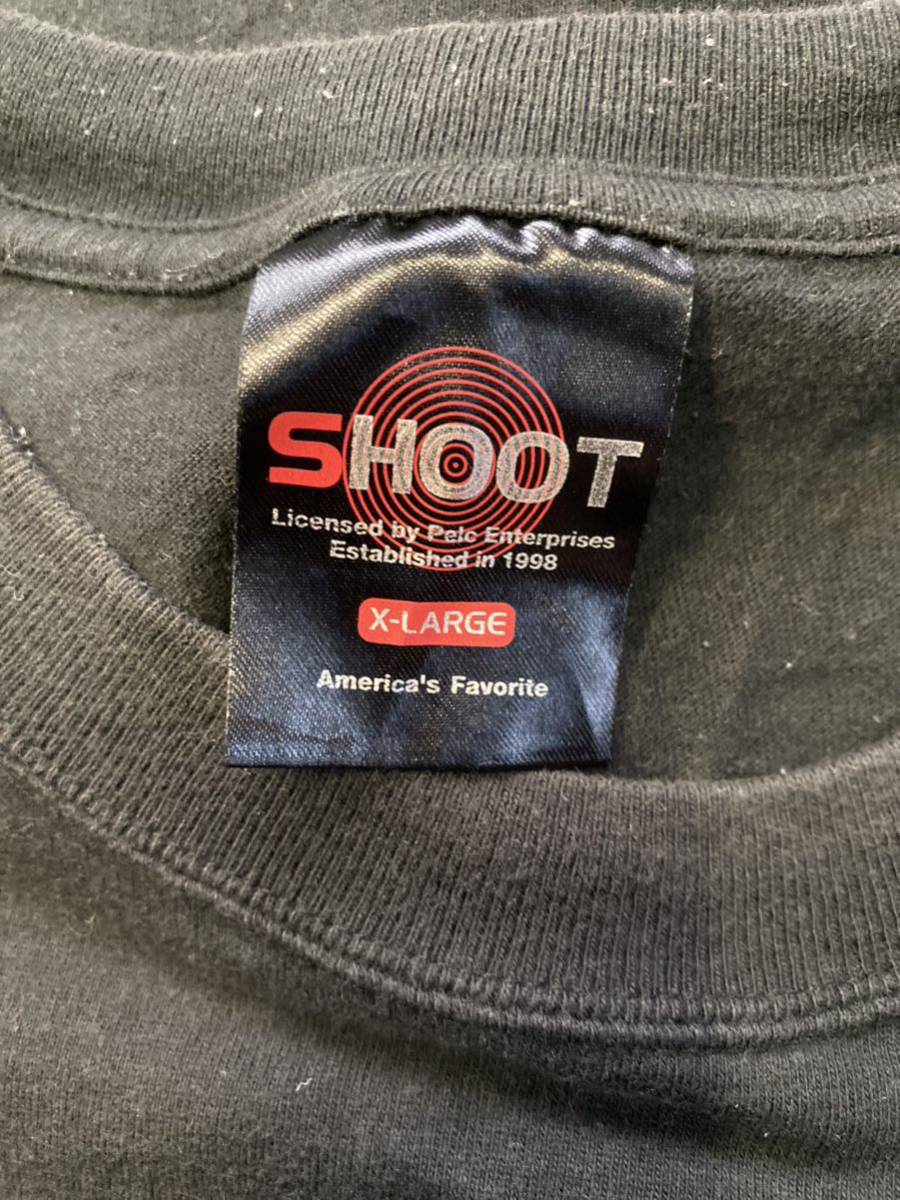 SHOOT
Licensed by Pelc Enterprises
Established in 1998
X-LARGE
America's Favorite